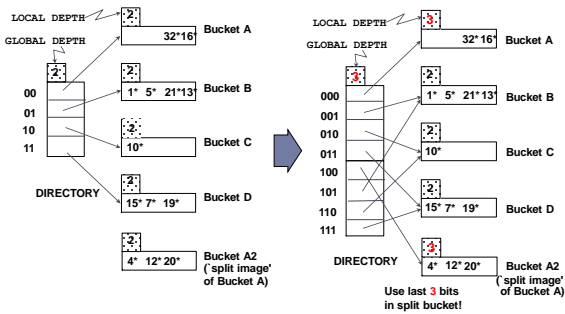 LOCAL DEPTH
GLOBAL DEPTH
2
2
32* 16*
Bucket A
00
01
10
11
2
1* 5* 21* 13*
Bucket B
2
10*
Bucket C
DIRECTORY
2
15* 7* 19*
Bucket D
2
4* 12* 20*
Bucket A2
(`split image'
of Bucket A)
LOCAL DEPTH
GLOBAL DEPTH
3
3
32* 16*
Bucket A
000
001
010
011
100
101
110
111
2
1* 5* 21* 13*
Bucket B
2
10*
Bucket C
2
15* 7* 19*
Bucket D
DIRECTORY
3
4* 12* 20*
Bucket A2
(`split image'
of Bucket A)
Use last 3 bits
in split bucket!